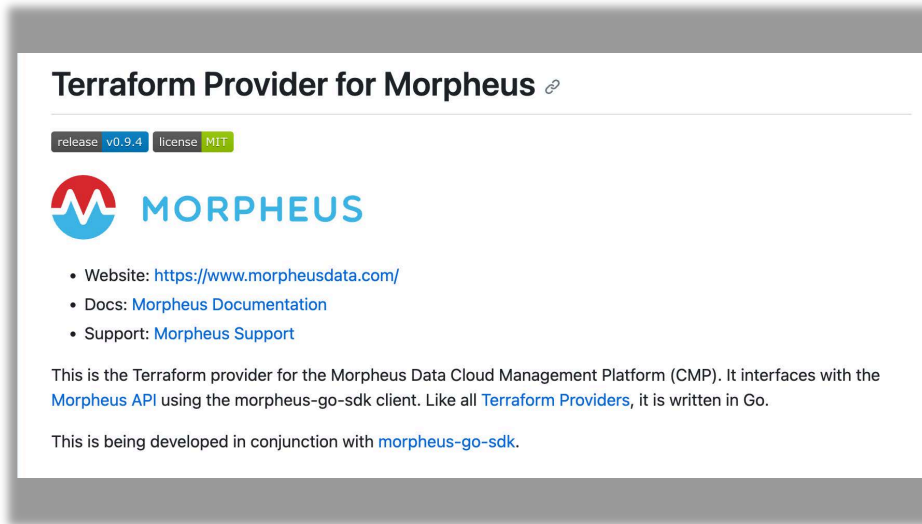 Terraform Provider for Morpheus
release v0.9.4 license MIT
MORPHEUS
• Website: https://www.morpheusdata.com/
• Docs: Morpheus Documentation
• Support: Morpheus Support
This is the Terraform provider for the Morpheus Data Cloud Management Platform (CMP). It interfaces with the
Morpheus API using the morpheus-go-sdk client. Like all Terraform Providers, it is written in Go.
This is being developed in conjunction with morpheus-go-sdk.